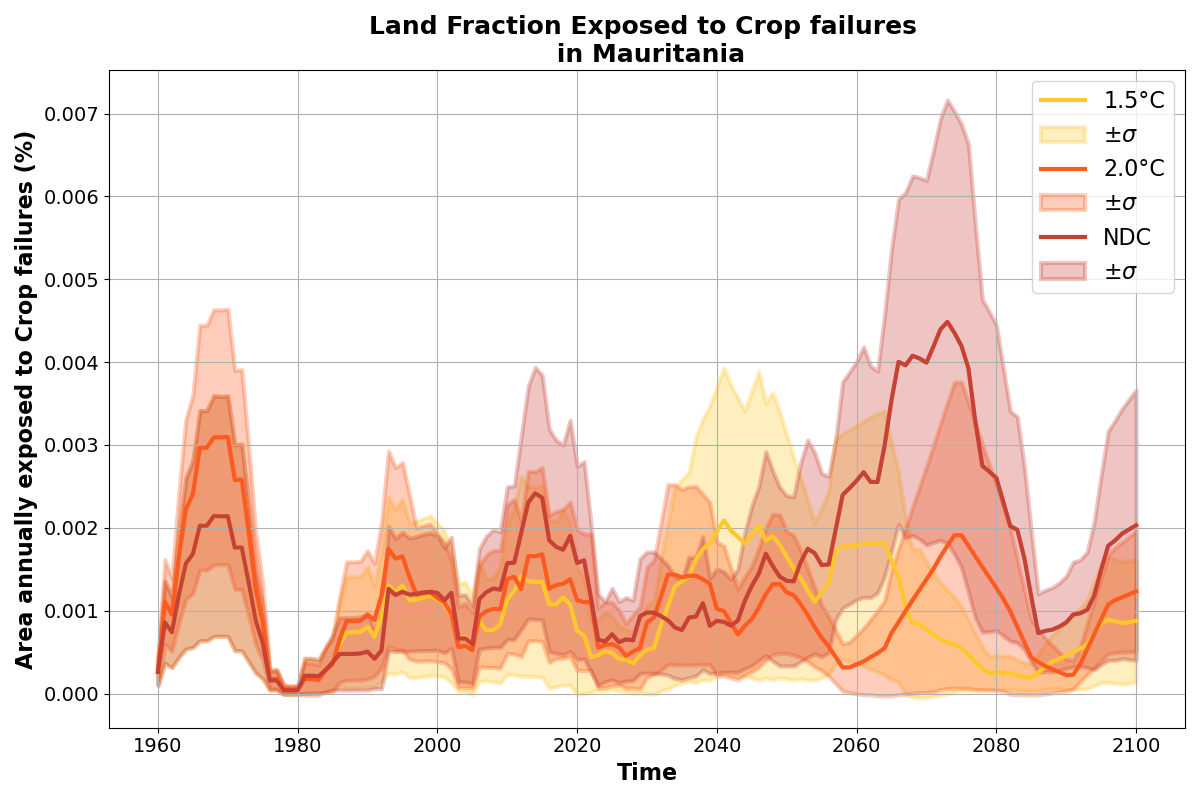 Land Fraction Exposed to Crop failures
in Mauritania
Area annually exposed to Crop failures (%)
0.007
0.006
0.005
0.004
0.003
0.002
0.001
0.000
1.5°C
±σ
2.0°C
±σ
NDC
±σ
1960 1980 2000 2020 2040 2060 2080 2100
Time